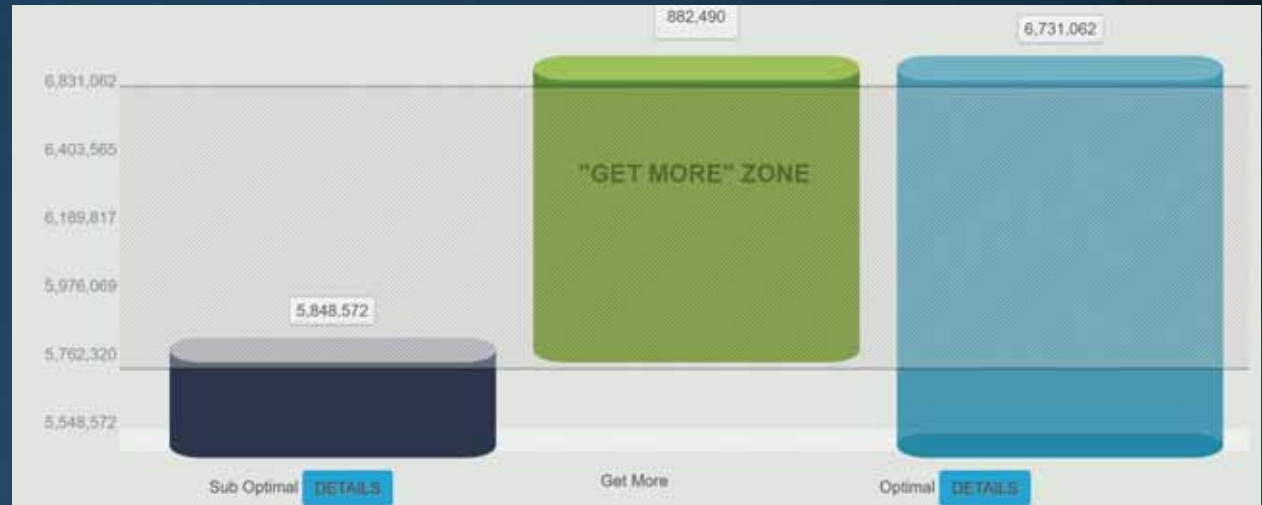 882,490
6,731,062
6,831,062
6,403,565
"GET MORE" ZONE
6,189,817
5,976,069
5,848,572
5,762,320
5,548,572
Sub Optimal DETAILS
Get More
Optimal DETAILS